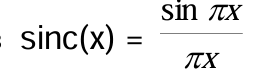 sinc(x) = sin πx / πx